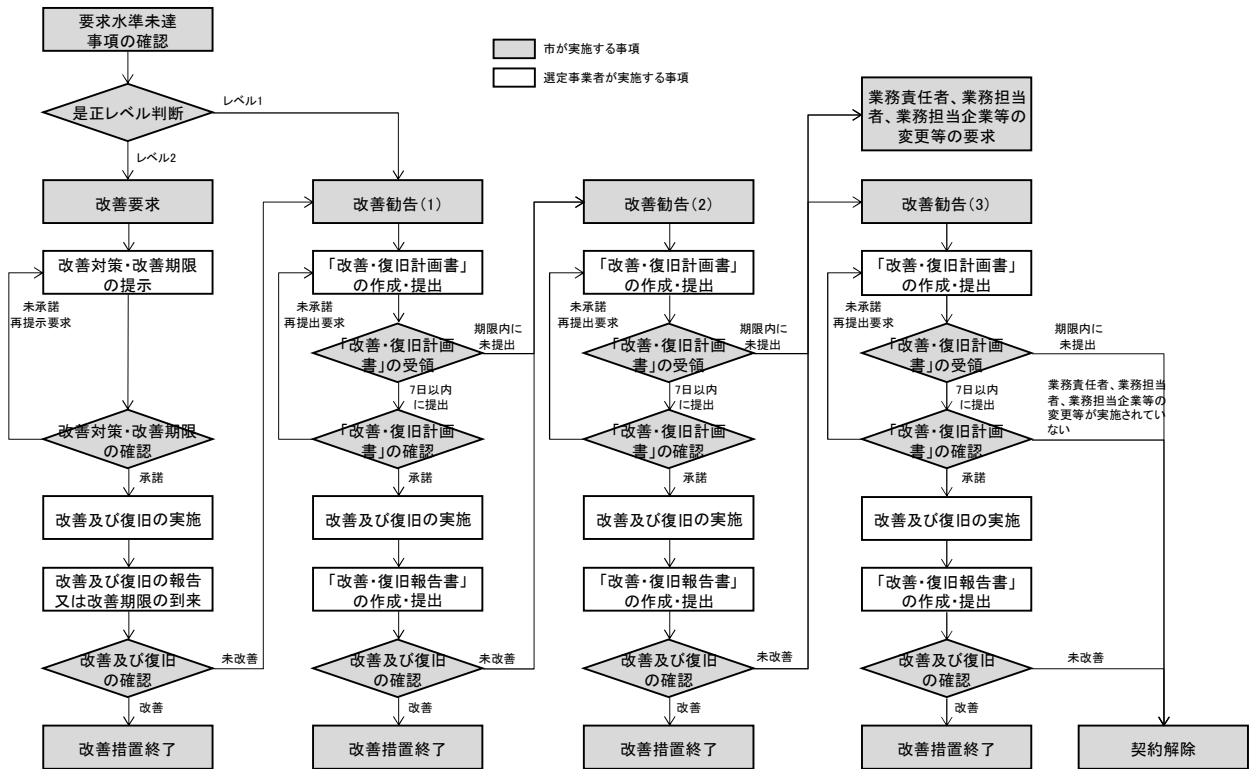 要求水準未達
事項の確認
市が実施する事項
選定事業者が実施する事項
是正レベル判断
レベル1
レベル2
業務責任者、業務担当
者、業務担当企業等の
変更等の要求
改善要求
改善対策・改善期限
の提示
未承諾
再提示要求
改善対策・改善期限
の確認
承諾
改善及び復旧の実施
改善及び復旧の報告
又は改善期限の到来
改善及び復旧
の確認
未改善
改善
改善措置終了
改善勧告(1)
「改善・復旧計画書」
の作成・提出
未承諾
再提出要求
「改善・復旧計画
書」の受領
期限内に
未提出
7日以内
に提出
「改善・復旧計画
書」の確認
承諾
改善及び復旧の実施
「改善・復旧報告書」
の作成・提出
改善及び復旧
の確認
未改善
改善
改善措置終了
改善勧告(2)
「改善・復旧計画書」
の作成・提出
未承諾
再提出要求
「改善・復旧計画
書」の受領
期限内に
未提出
7日以内
に提出
「改善・復旧計画
書」の確認
承諾
改善及び復旧の実施
「改善・復旧報告書」
の作成・提出
改善及び復旧
の確認
未改善
改善
改善措置終了
改善勧告(3)
「改善・復旧計画書」
の作成・提出
未承諾
再提出要求
「改善・復旧計画
書」の受領
期限内に
未提出
7日以内
に提出
業務責任者、業務担当
者、業務担当企業等の
変更等が実施されてい
ない
「改善・復旧計画
書」の確認
承諾
改善及び復旧の実施
「改善・復旧報告書」
の作成・提出
改善及び復旧
の確認
未改善
改善
改善措置終了
契約解除